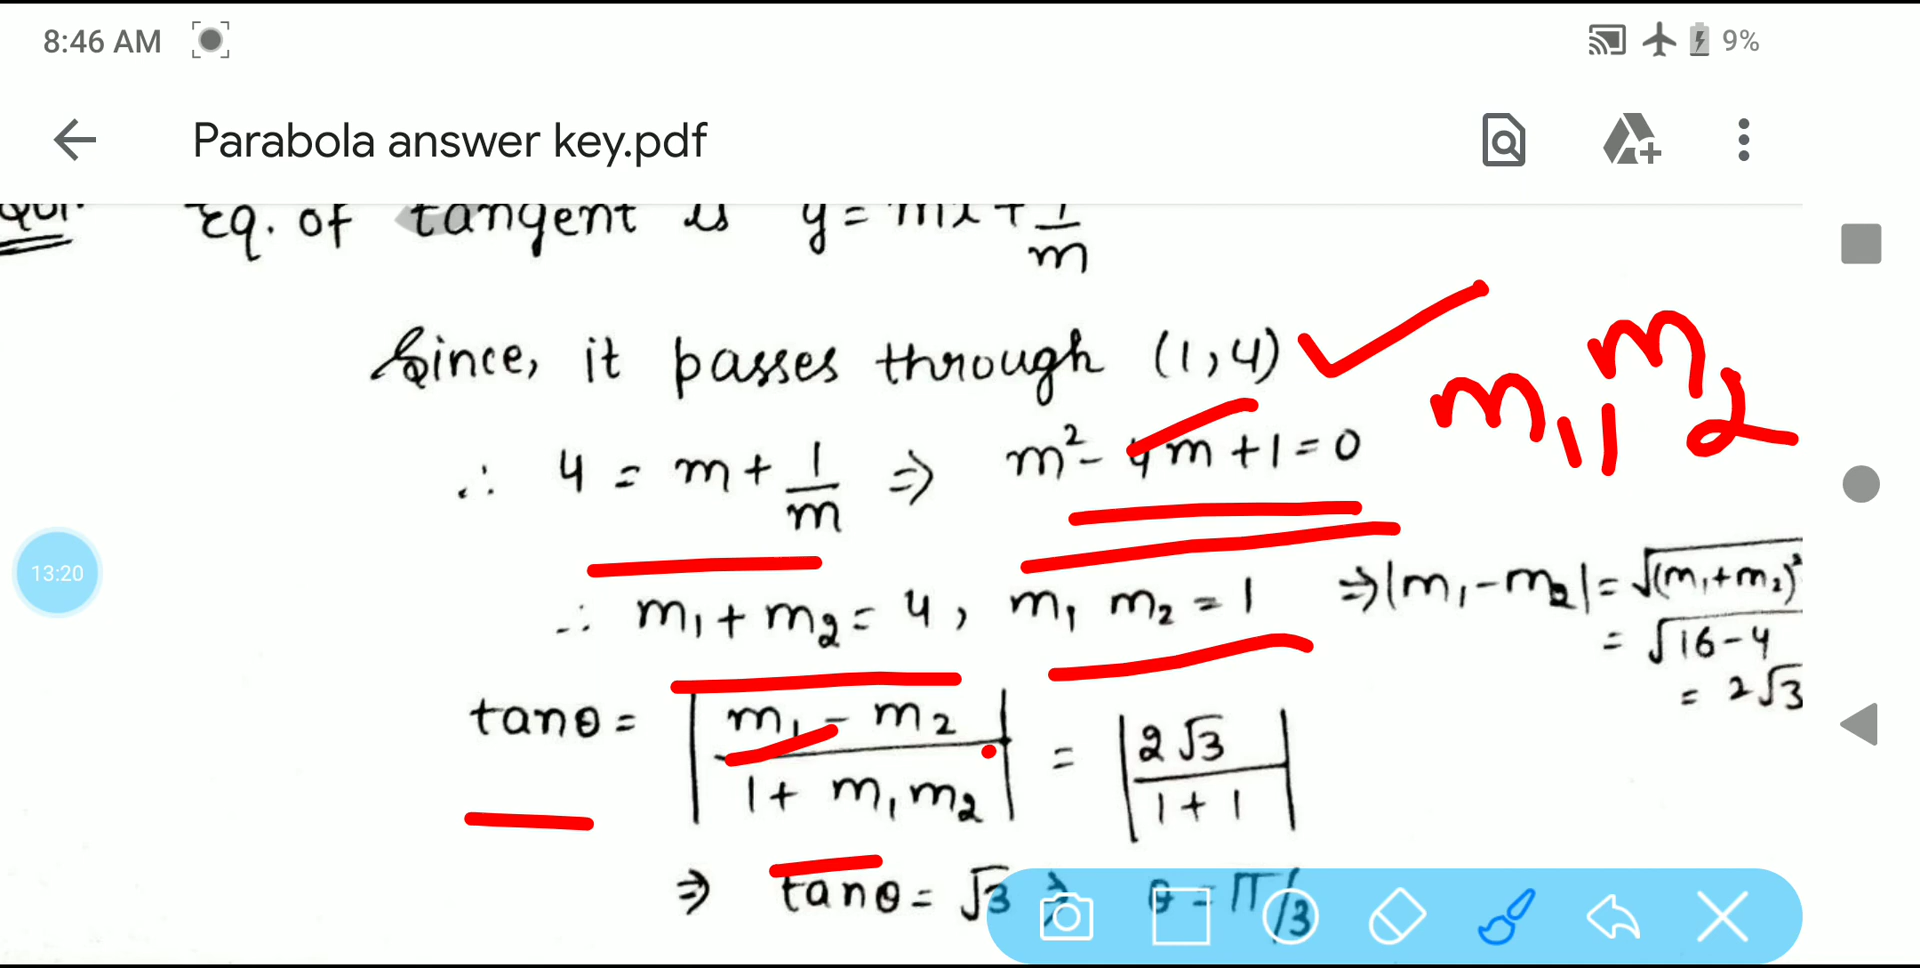 8:46 AM
9%
Parabola answer key.pdf
Eq. of tangent is y = mx + 1/m
Since, it passes through (1,4)
m₁, m₂
∴ 4 = m + 1/m ⇒ m² - 4m + 1 = 0
∴ m₁ + m₂ = 4, m₁ m₂ = 1 ⇒ |m₁ - m₂| = √(m₁+m₂)²
= √16-4
= 2√3
tanθ = |m₁ - m₂ / 1 + m₁m₂| = |2√3 / 1+1|
⇒ tanθ = √3 ⇒ θ = π/3
13:20